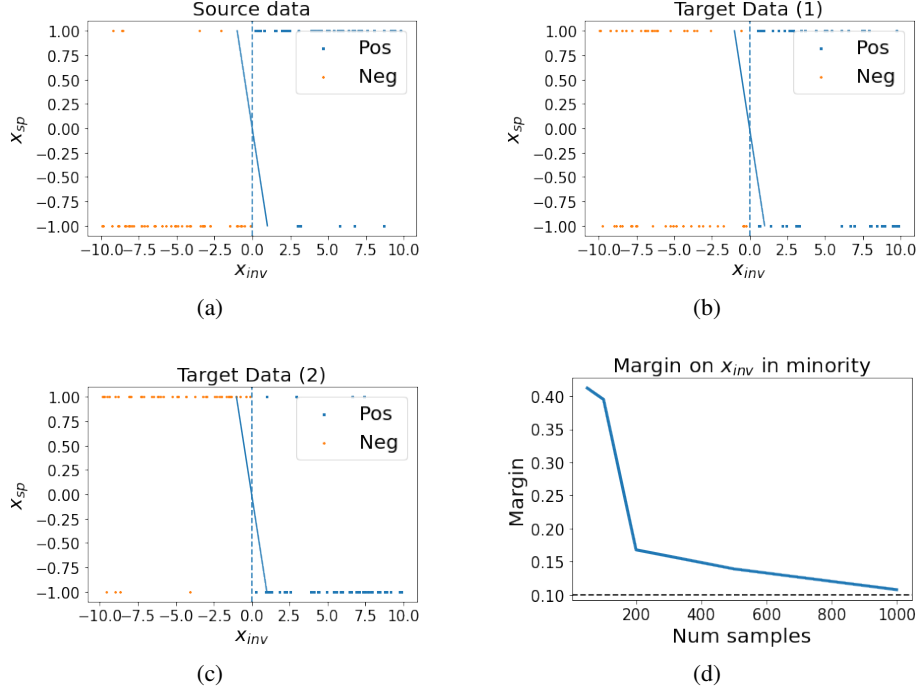 Source data
1.00
0.75
0.50
0.25
0.00
−0.25
−0.50
−0.75
−1.00
x_sp
Pos
Neg
−10.0 −7.5 −5.0 −2.5 0.0 2.5 5.0 7.5 10.0
x_inv
(a)
Target Data (1)
1.00
0.75
0.50
0.25
0.00
−0.25
−0.50
−0.75
−1.00
x_sp
Pos
Neg
−10.0 −7.5 −5.0 −2.5 0.0 2.5 5.0 7.5 10.0
x_inv
(b)
Target Data (2)
1.00
0.75
0.50
0.25
0.00
−0.25
−0.50
−0.75
−1.00
x_sp
Pos
Neg
−10.0 −7.5 −5.0 −2.5 0.0 2.5 5.0 7.5 10.0
x_inv
(c)
Margin on x_inv in minority
0.40
0.35
0.30
0.25
0.20
0.15
0.10
Margin
200 400 600 800 1000
Num samples
(d)